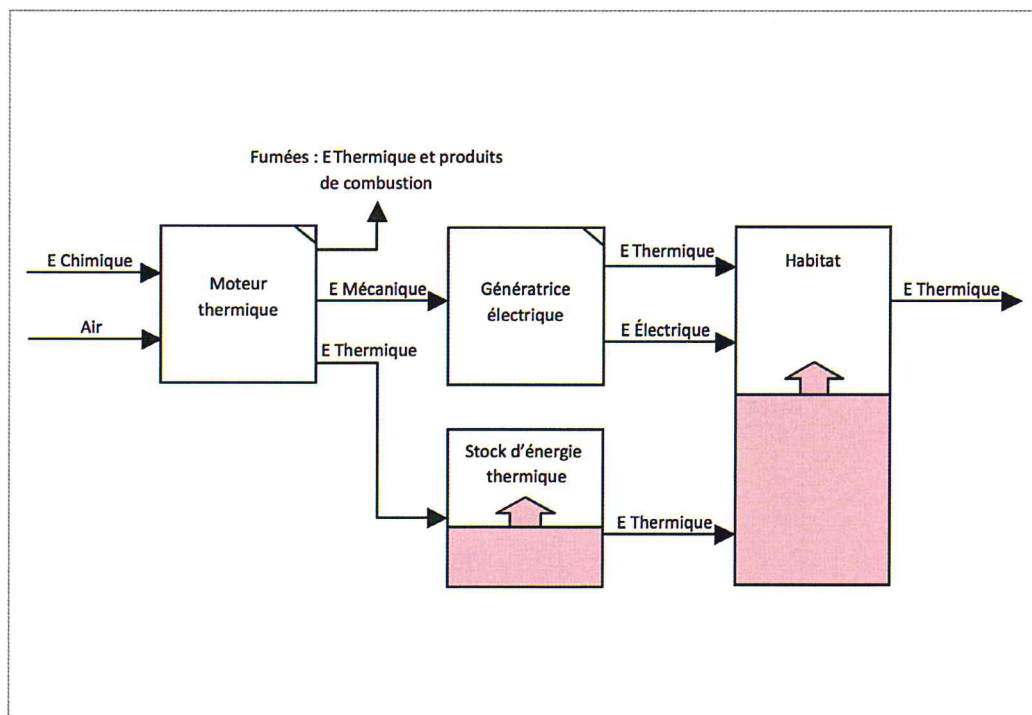 Fumées : E Thermique et produits
de combustion
E Chimique
Air
Moteur
thermique
E Mécanique
E Thermique
Génératrice
électrique
E Thermique
E Électrique
Habitat
E Thermique
Stock d'énergie
thermique
E Thermique